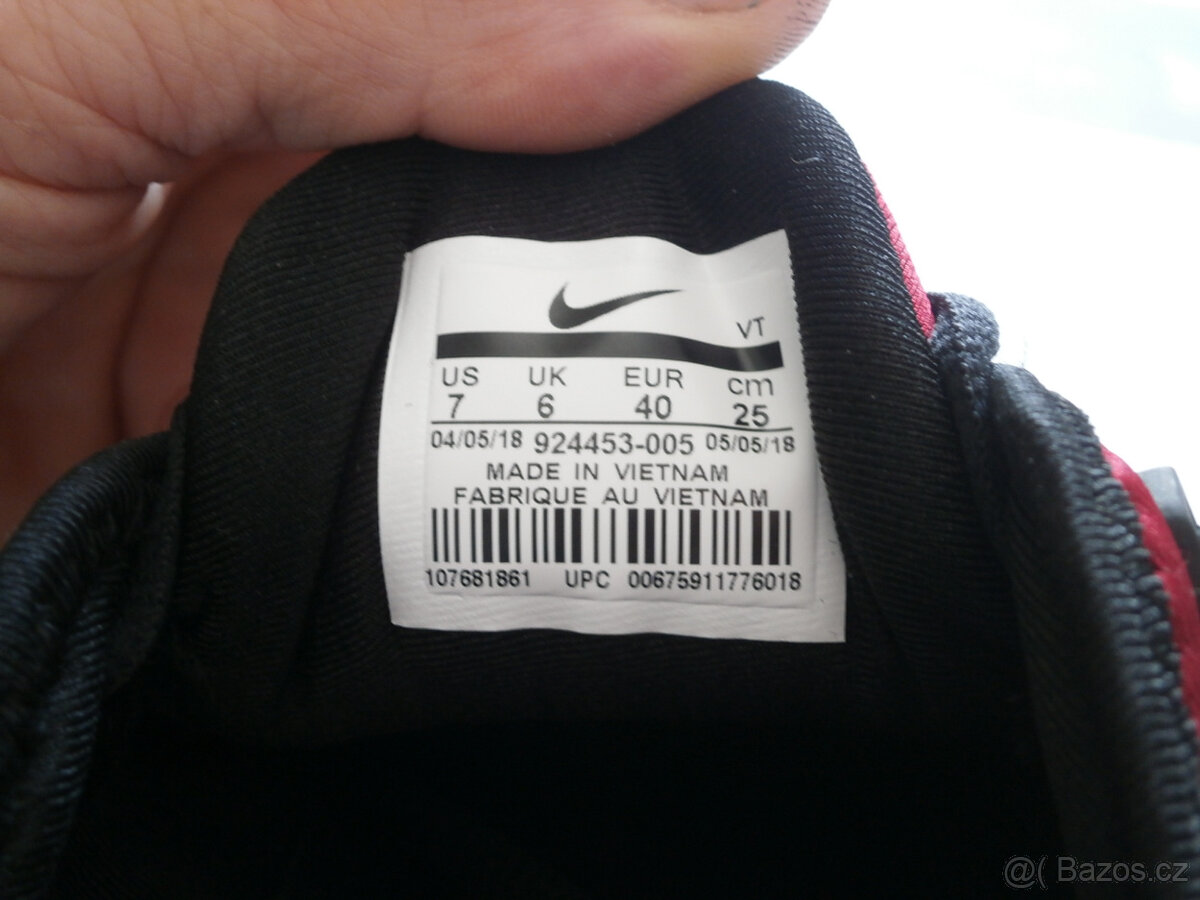 VT
US UK EUR cm
7 6 40 25
04/05/18 924453-005 05/05/18
MADE IN VIETNAM
FABRIQUE AU VIETNAM
107681861 UPC 00675911776018
@( Bazos.cz